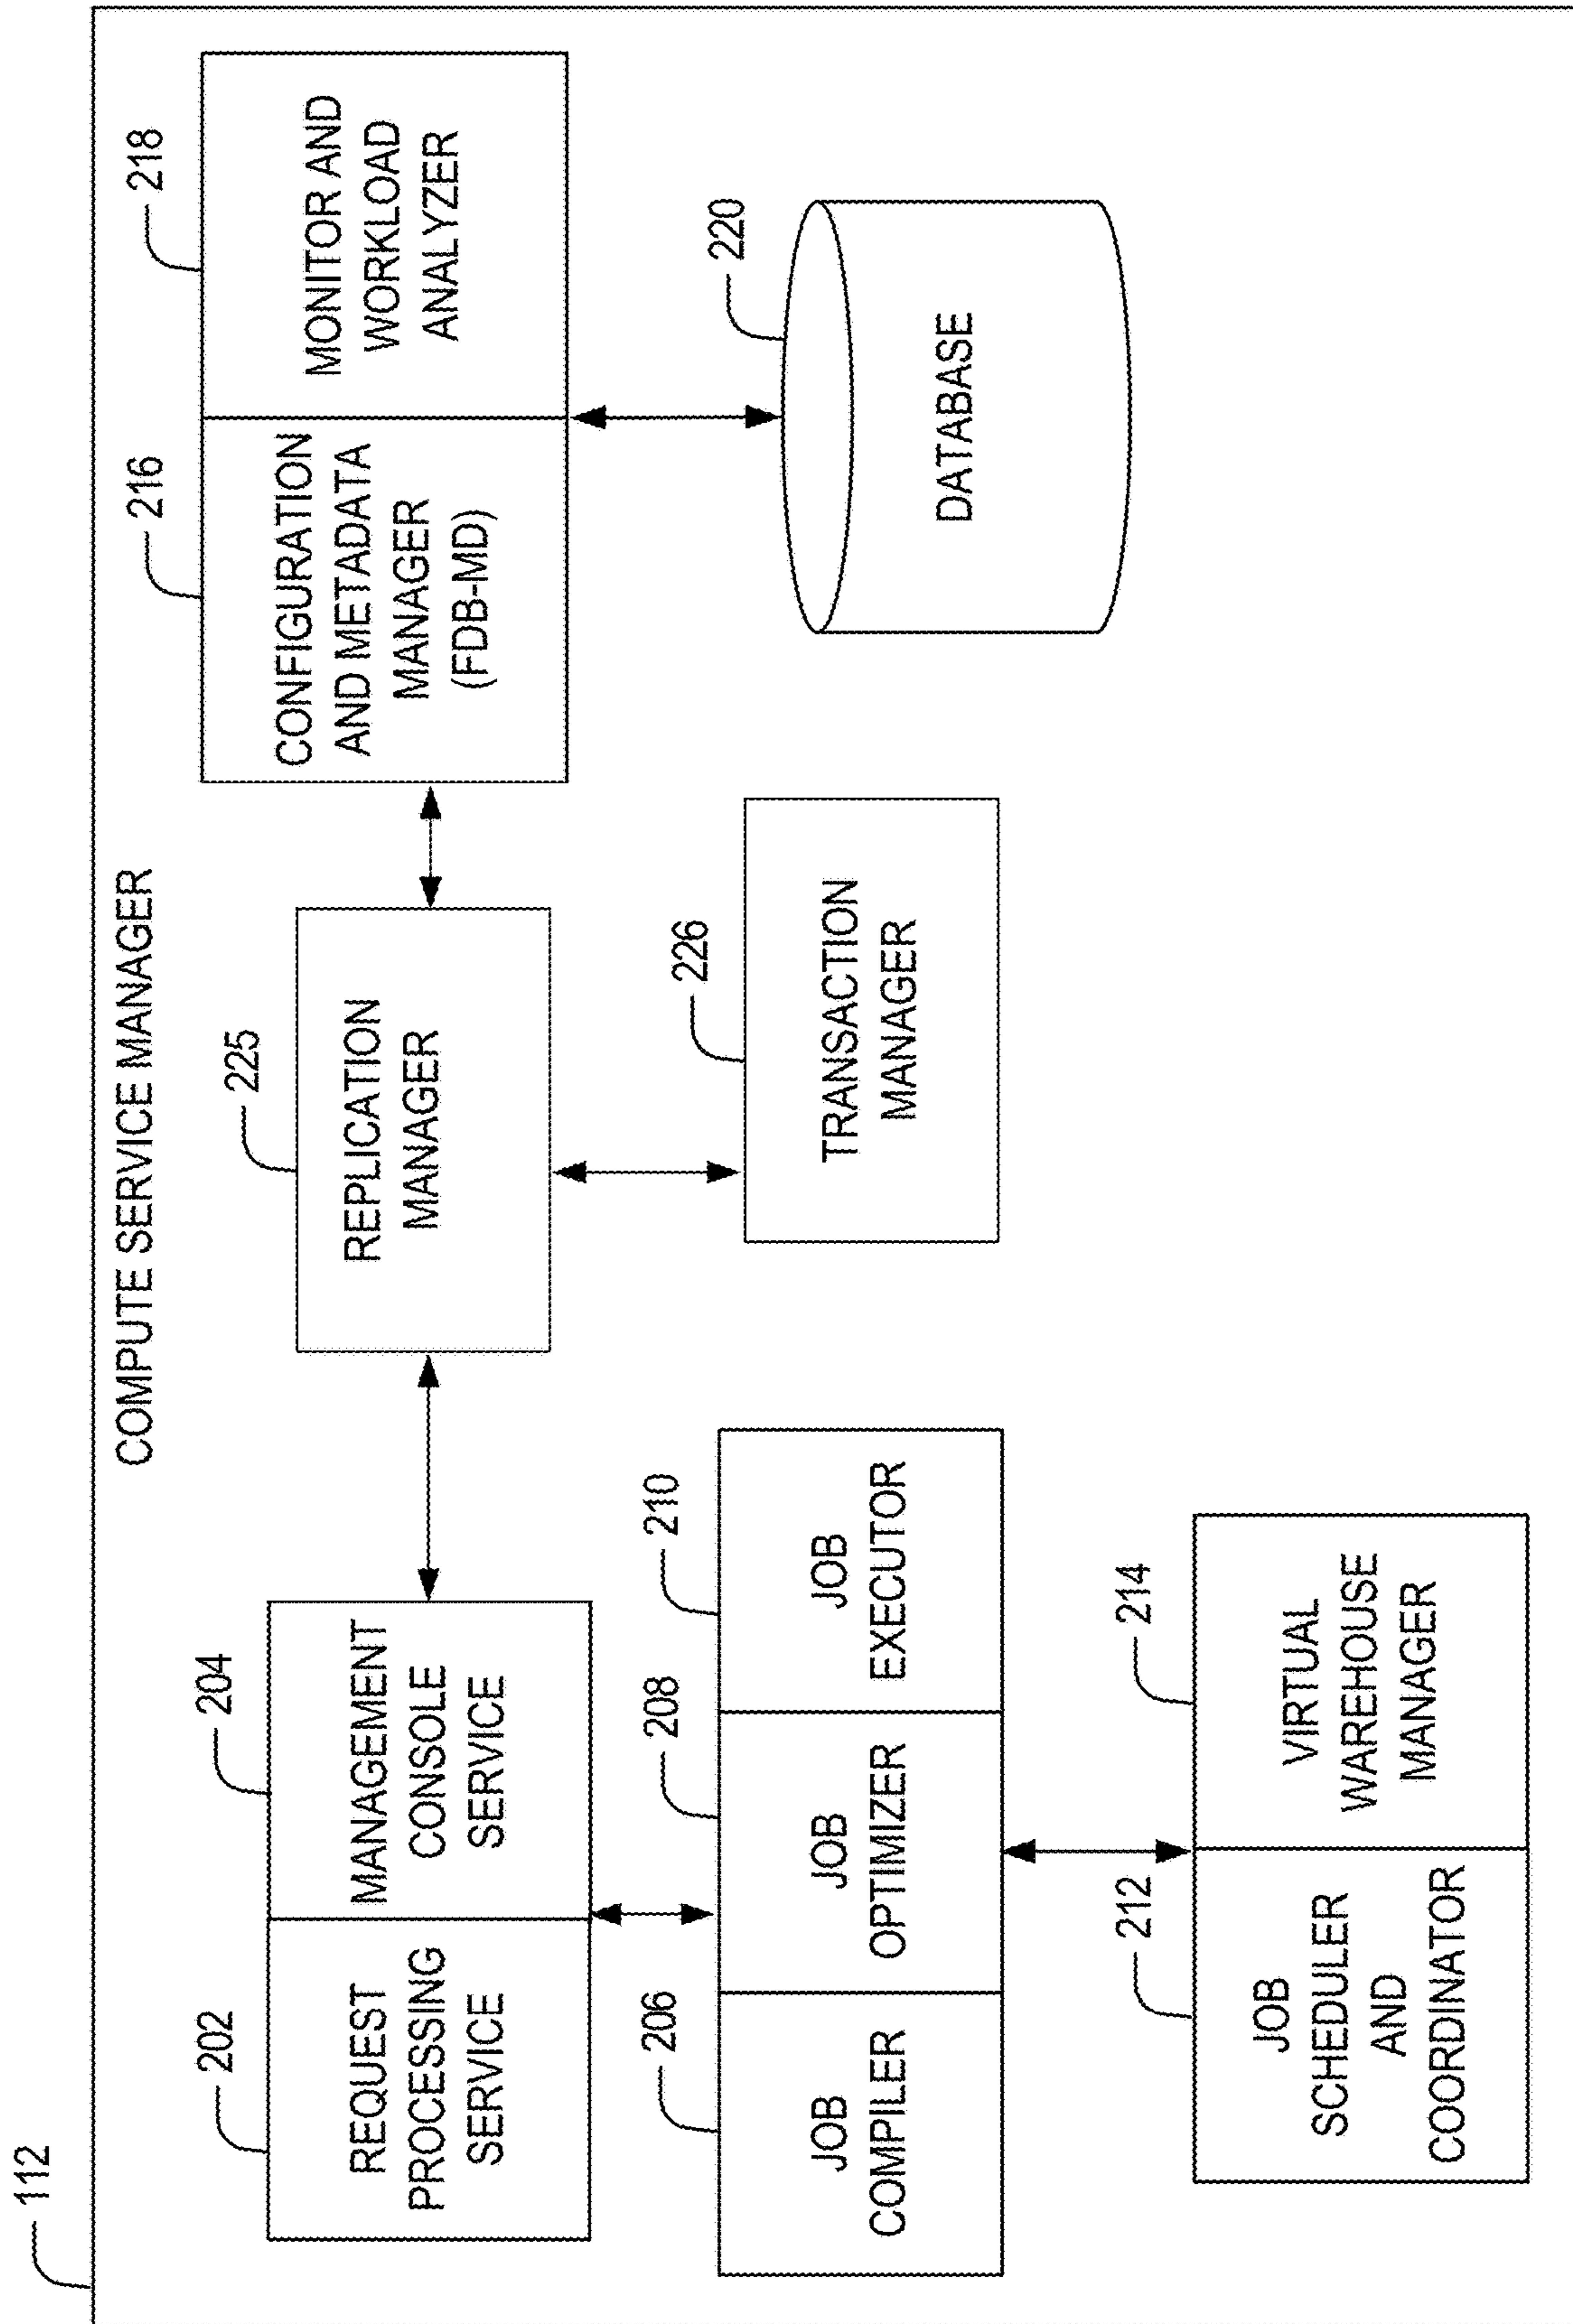 112
COMPUTE SERVICE MANAGER
202
REQUEST
PROCESSING
SERVICE
204
MANAGEMENT
CONSOLE
SERVICE
225
REPLICATION
MANAGER
216
CONFIGURATION
AND METADATA
MANAGER
(FDB-MD)
218
MONITOR AND
WORKLOAD
ANALYZER
206
JOB
COMPILER
208
JOB
OPTIMIZER
210
JOB
EXECUTOR
226
TRANSACTION
MANAGER
220
DATABASE
212
JOB
SCHEDULER
AND
COORDINATOR
214
VIRTUAL
WAREHOUSE
MANAGER